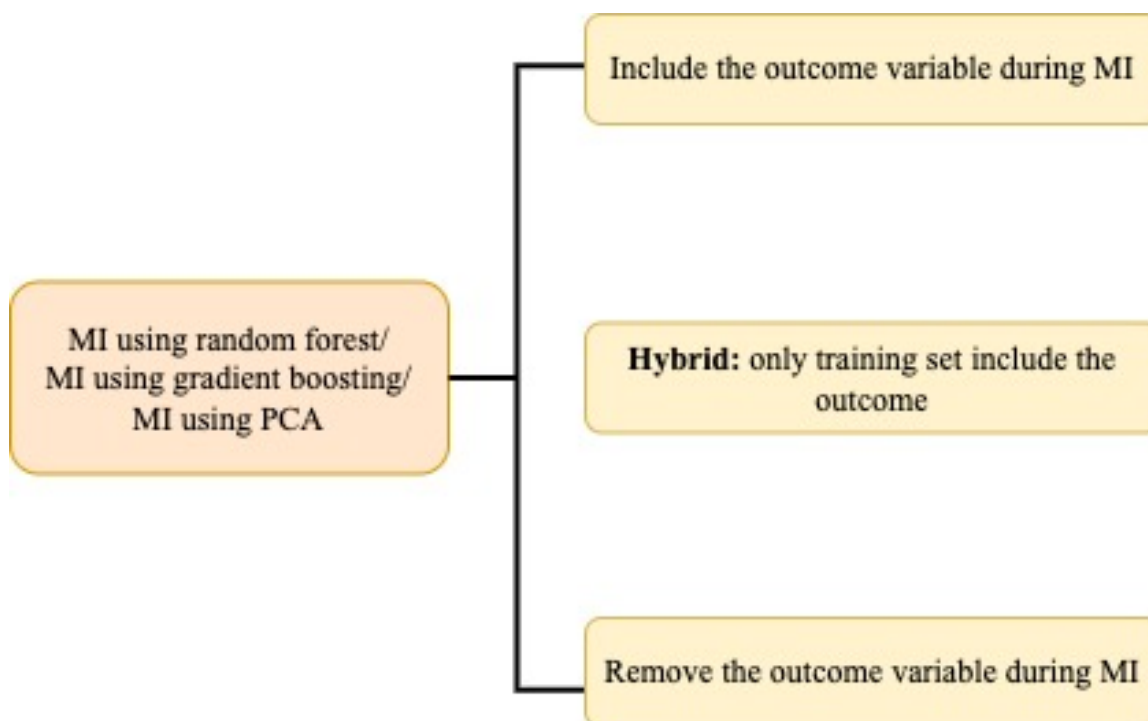 Include the outcome variable during MI
MI using random forest/
MI using gradient boosting/
MI using PCA
Hybrid: only training set include the
outcome
Remove the outcome variable during MI